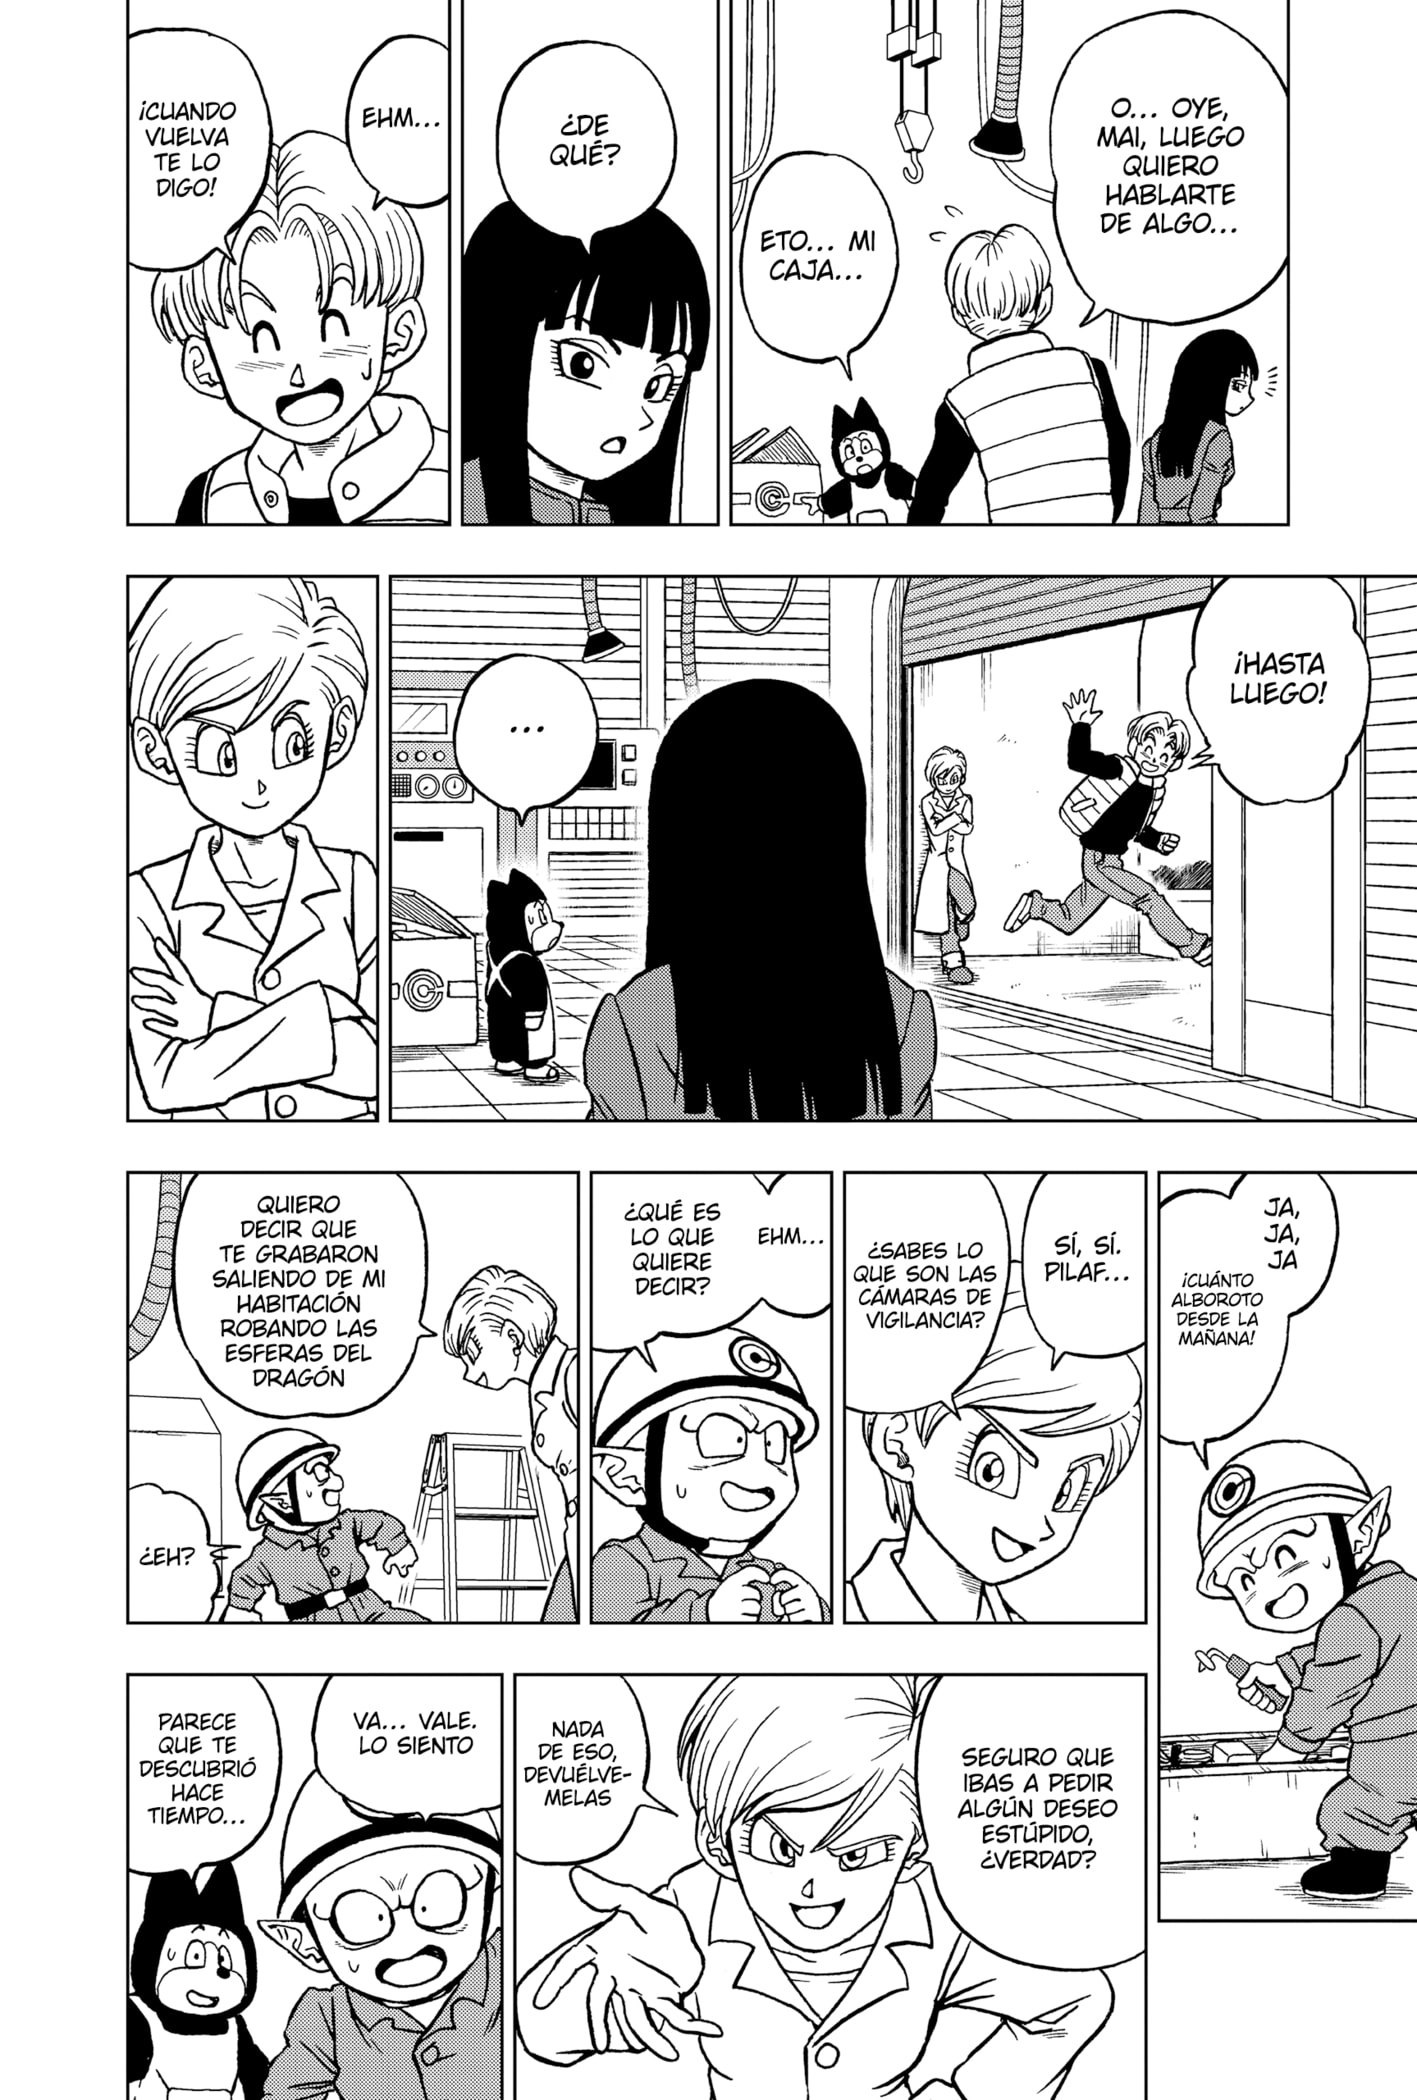 O... OYE,
MAI, LUEGO
QUIERO
HABLARTE
DE ALGO...
ETO... MI
CAJA...
¿DE
QUÉ?
EHM...
¡CUANDO
VUELVA
TE LO
DIGO!
¡HASTA
LUEGO!
...
JA,
JA,
JA
¡CUÁNTO
ALBOROTO
DESDE LA
MAÑANA!
SÍ, SÍ.
PILAF...
¿SABES LO
QUE SON LAS
CÁMARAS DE
VIGILANCIA?
EHM...
¿QUÉ ES
LO QUE
QUIERE
DECIR?
QUIERO
DECIR QUE
TE GRABARON
SALIENDO DE MI
HABITACIÓN
ROBANDO LAS
ESFERAS DEL
DRAGÓN
¿EH?
SEGURO QUE
IBAS A PEDIR
ALGÚN DESEO
ESTÚPIDO,
¿VERDAD?
NADA
DE ESO,
DEVUÉLVE-
MELAS
VA... VALE.
LO SIENTO
PARECE
QUE TE
DESCUBRIÓ
HACE
TIEMPO...